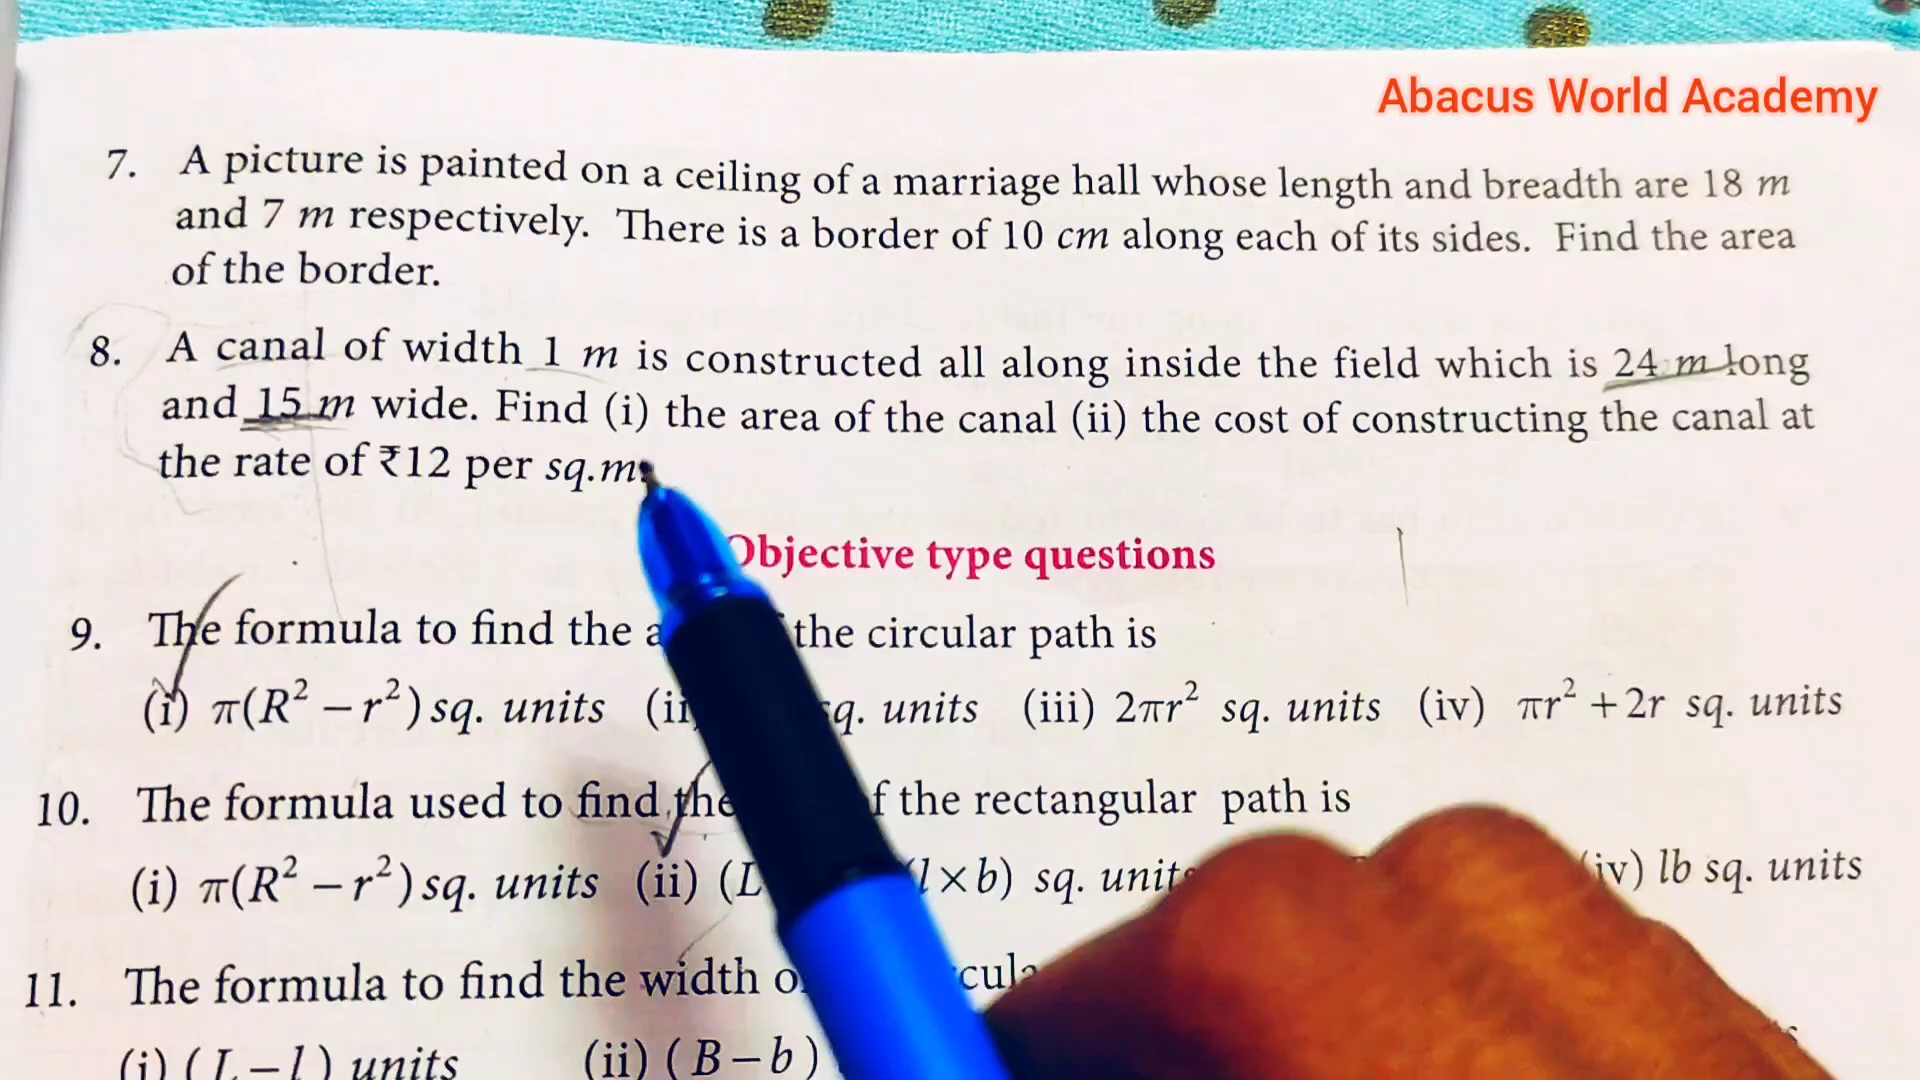 Abacus World Academy
7. A picture is painted on a ceiling of a marriage hall whose length and breadth are 18 m
and 7 m respectively. There is a border of 10 cm along each of its sides. Find the area
of the border.
8. A canal of width 1 m is constructed all along inside the field which is 24 m long
and 15 m wide. Find (i) the area of the canal (ii) the cost of constructing the canal at
the rate of ₹12 per sq.m
Objective type questions
9. The formula to find the the circular path is
(i) π(R² − r²) sq. units (ii) sq. units (iii) 2πr² sq. units (iv) πr² + 2r sq. units
10. The formula used to find the the rectangular path is
(i) π(R² − r²) sq. units (ii) (L l × b) sq. units (iv) lb sq. units
11. The formula to find the width
(i) (L − l) units (ii) (B − b)